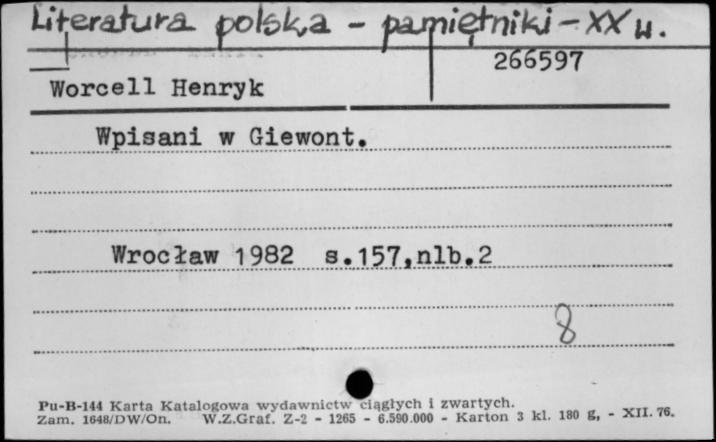 Literatura polska - pamiętniki - XX w.
266597
Worcell Henryk
Wpisani w Giewont.
Wrocław 1982 s.157,nlb.2
8
Pu-B-144 Karta Katalogowa wydawnictw ciągłych i zwartych.
Zam. 1648/DW/On. W.Z.Graf. Z-2 - 1265 - 6.590.000 - Karton 3 kl. 180 g, - XII. 76.